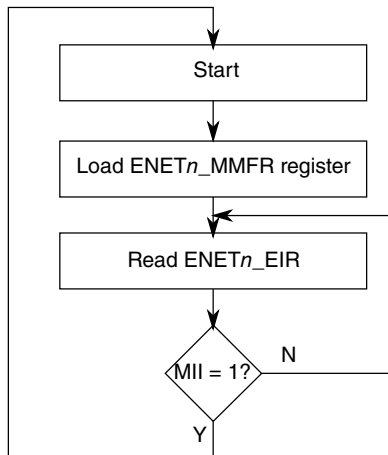 Start
Load ENETn_MMFR register
Read ENETn_EIR
MII = 1?
N
Y